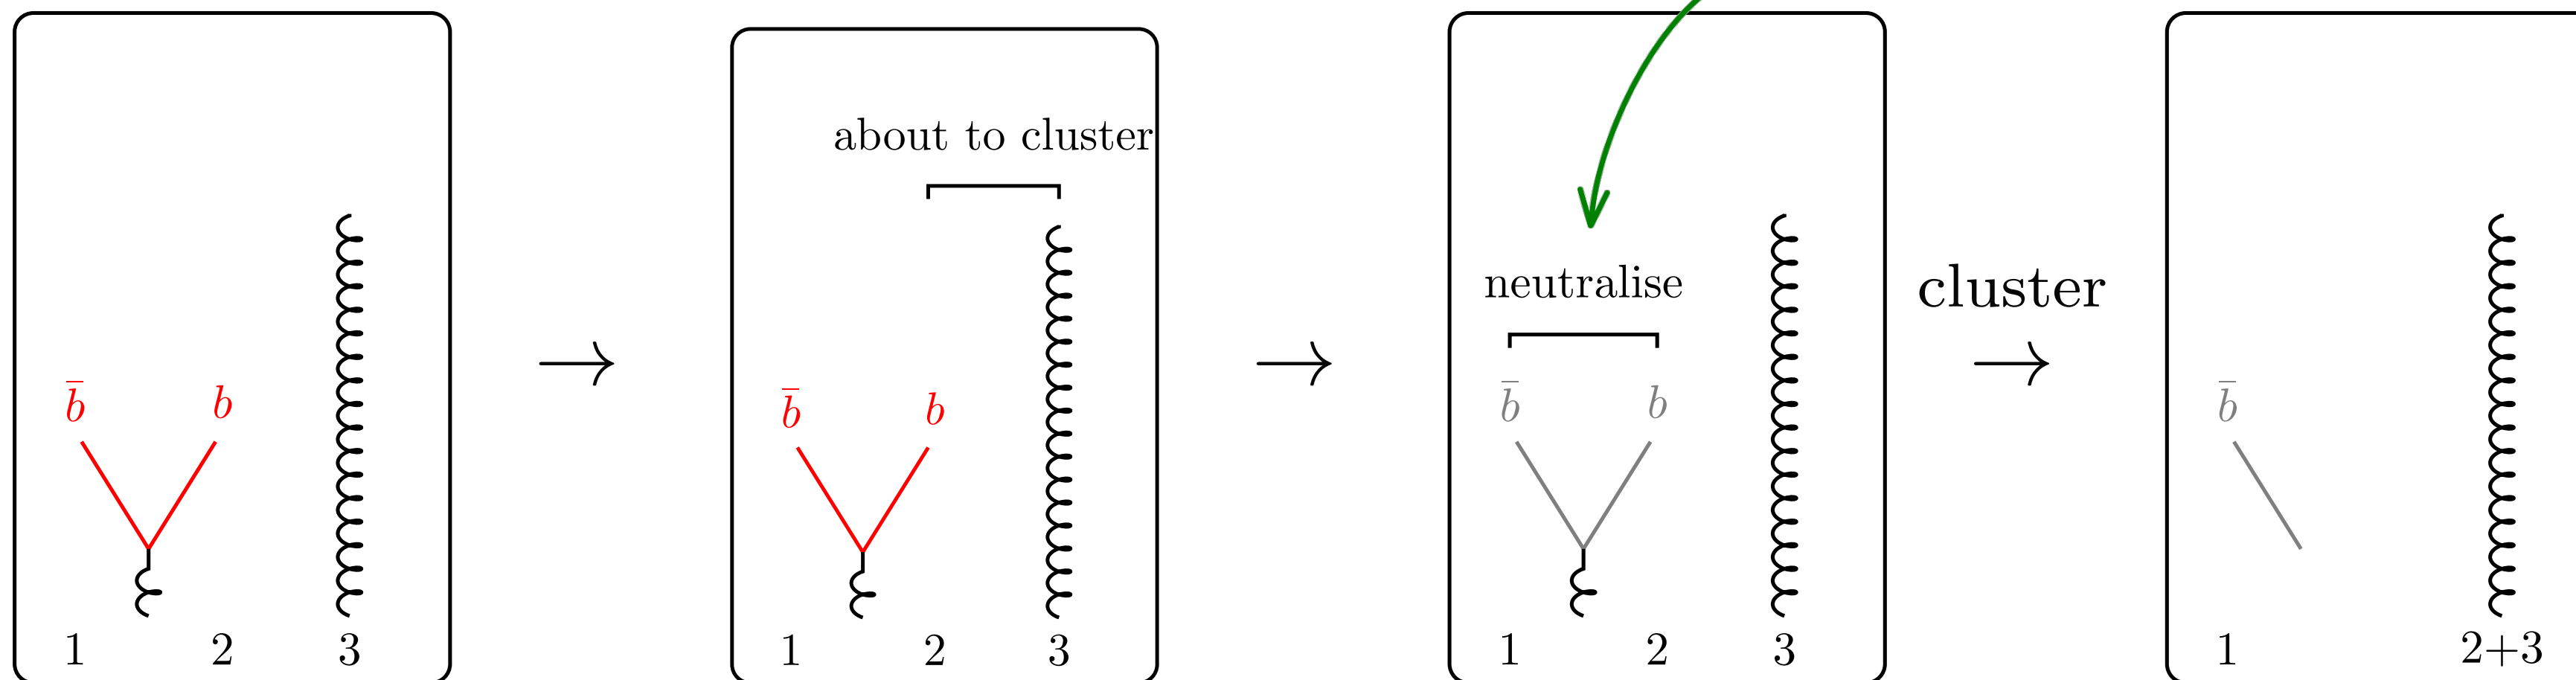 b̄ b
1 2 3
→
about to cluster
b̄ b
1 2 3
→
neutralise
b̄ b
1 2 3
cluster
→
b̄
1 2+3